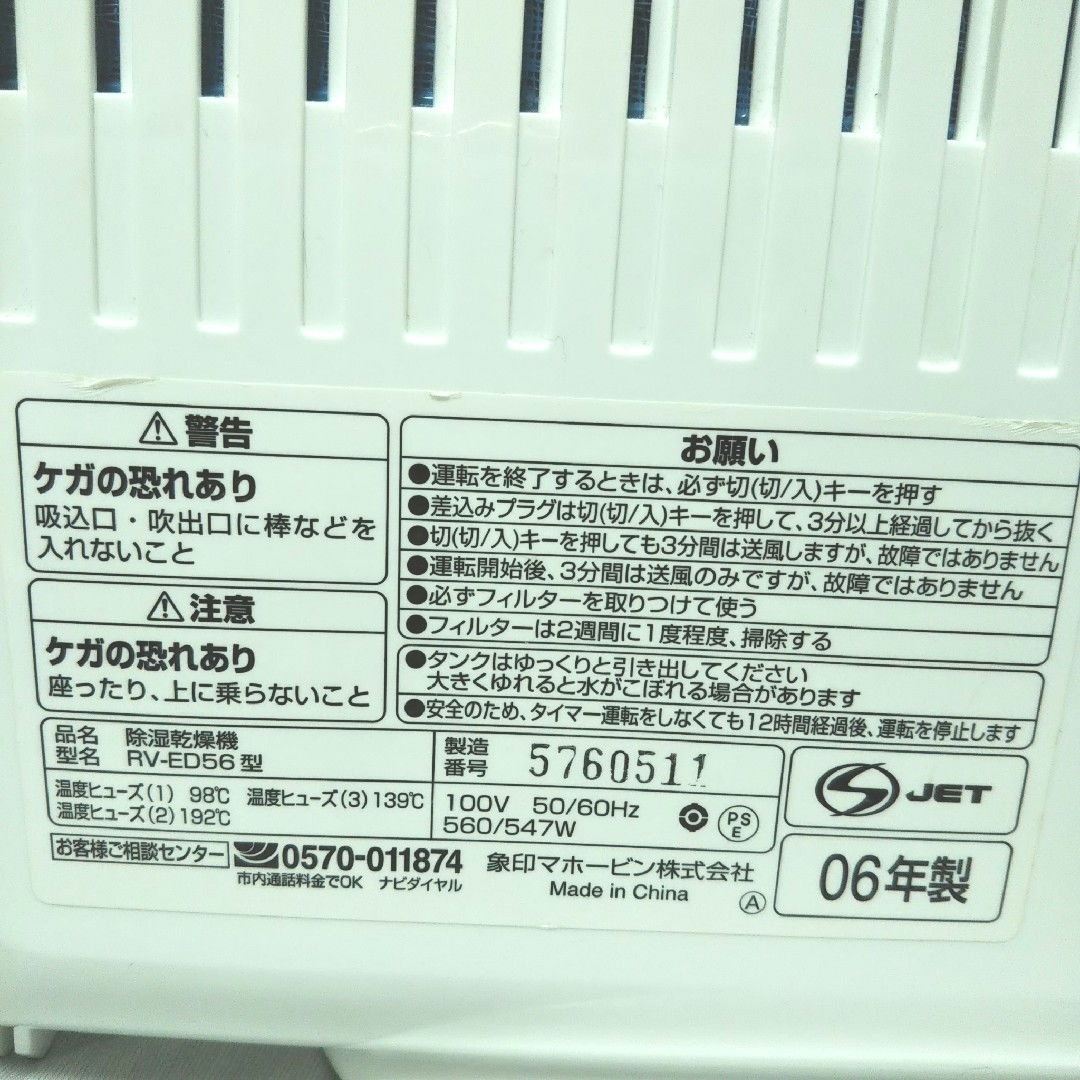 警告
ケガの恐れあり
吸込口・吹出口に棒などを
入れないこと
注意
ケガの恐れあり
座ったり、上に乗らないこと
お願い
●運転を終了するときは、必ず切(切/入)キーを押す
●差込みプラグは切(切/入)キーを押して、3分以上経過してから抜く
●切(切/入)キーを押しても3分間は送風しますが、故障ではありません
●運転開始後、3分間は送風のみですが、故障ではありません
●必ずフィルターを取りつけて使う
●フィルターは2週間に1度程度、掃除する
●タンクはゆっくりと引き出してください
大きくゆれると水がこぼれる場合があります
●安全のため、タイマー運転をしなくても12時間経過後、運転を停止します
品名 除湿乾燥機
型名 RV-ED56型
温度ヒューズ(1) 98℃ 温度ヒューズ(3)139℃
温度ヒューズ(2)192℃
製造
番号 5760511
100V 50/60Hz
560/547W
PS
E
S JET
お客様ご相談センター 0570-011874
市内通話料金でOK ナビダイヤル
象印マホービン株式会社
Made in China
A
06年製